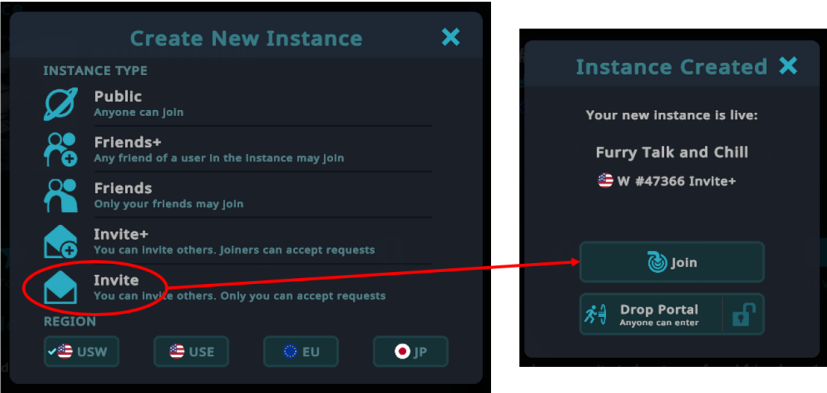 Create New Instance
INSTANCE TYPE
Public
Anyone can join
Friends+
Any friend of a user in the instance may join
Friends
Only your friends may join
Invite+
You can invite others. Joiners can accept requests
Invite
You can invite others. Only you can accept requests
REGION
USW
USE
EU
JP
Instance Created
Your new instance is live:
Furry Talk and Chill
W #47366 Invite+
Join
Drop Portal
Anyone can enter